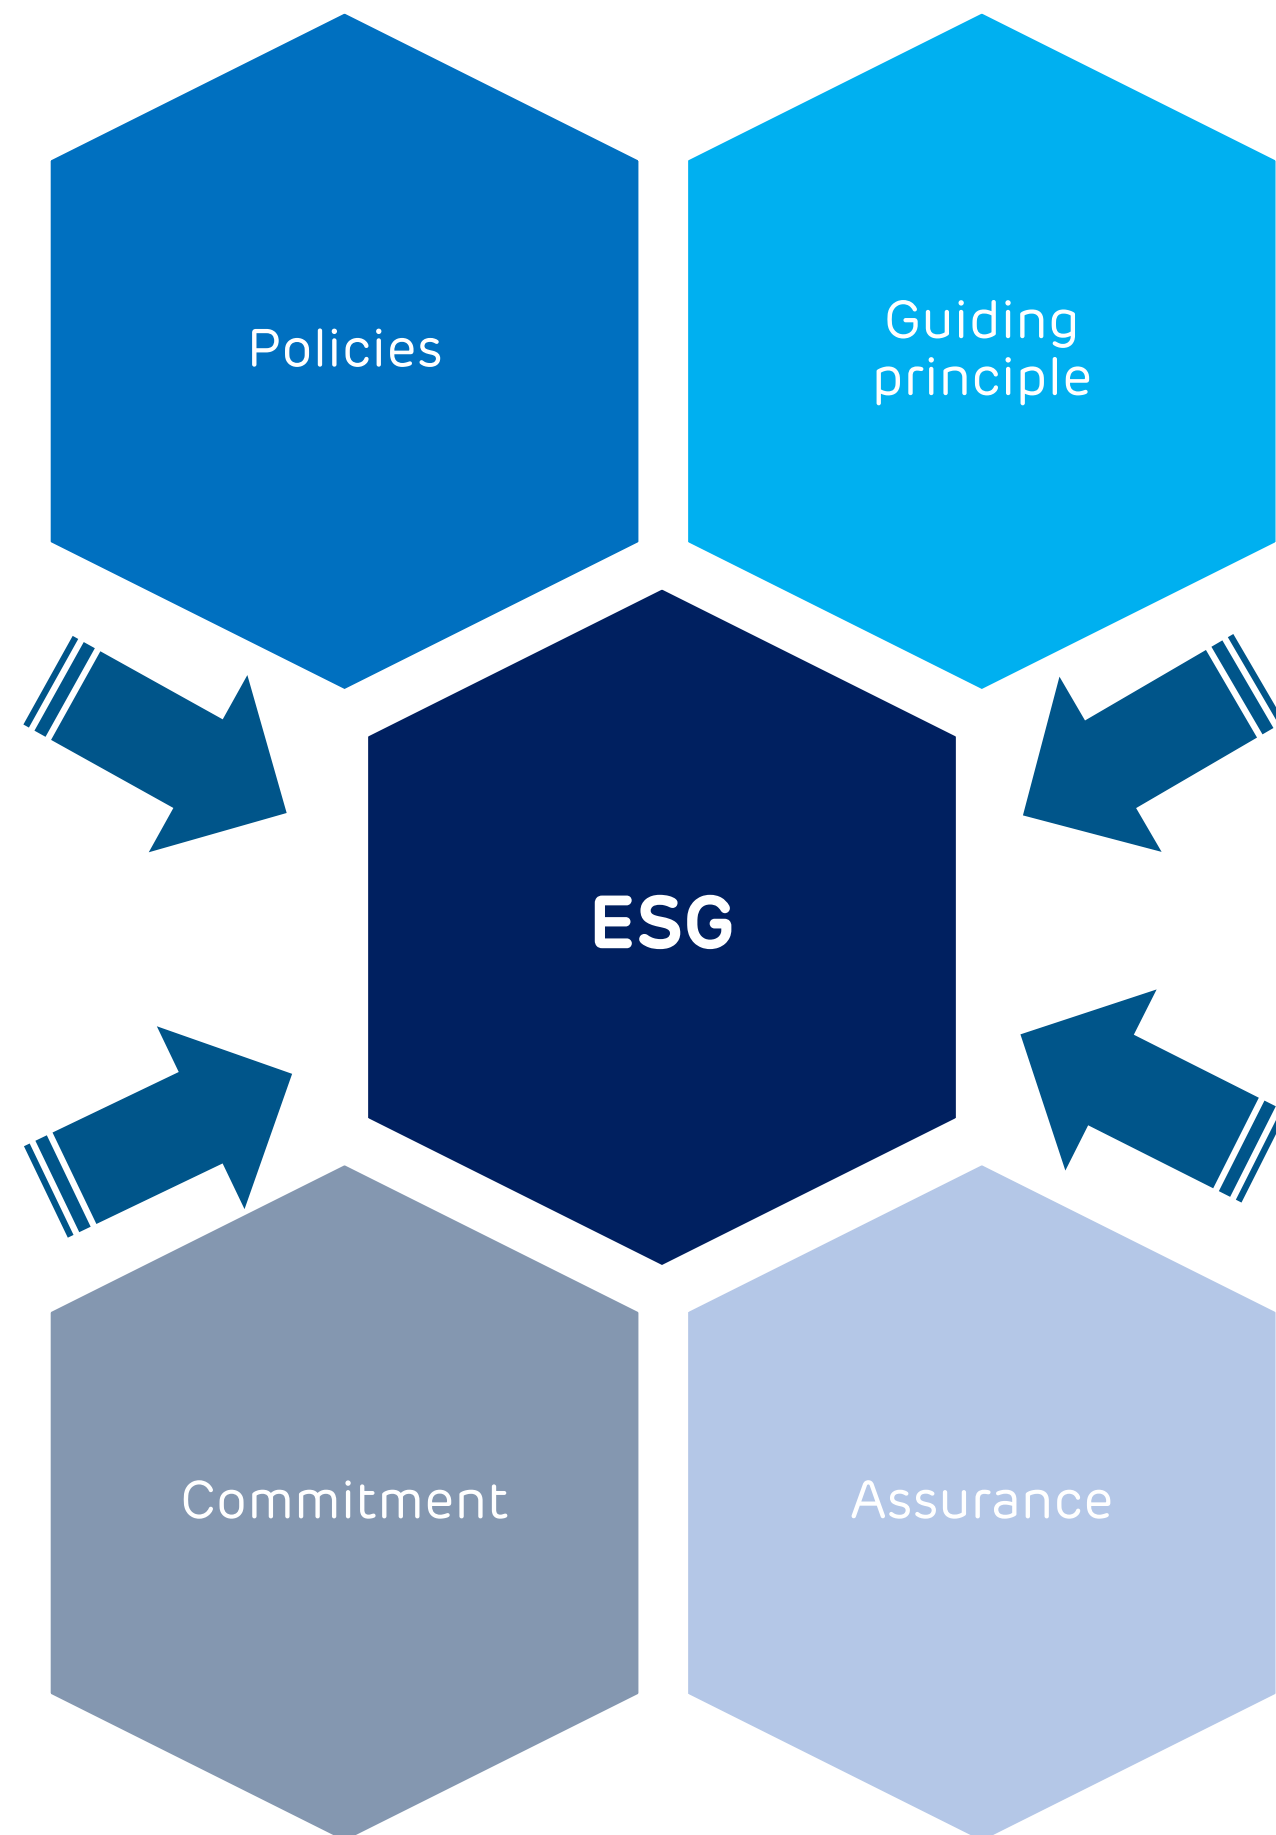 Policies
Guiding
principle
ESG
Commitment
Assurance